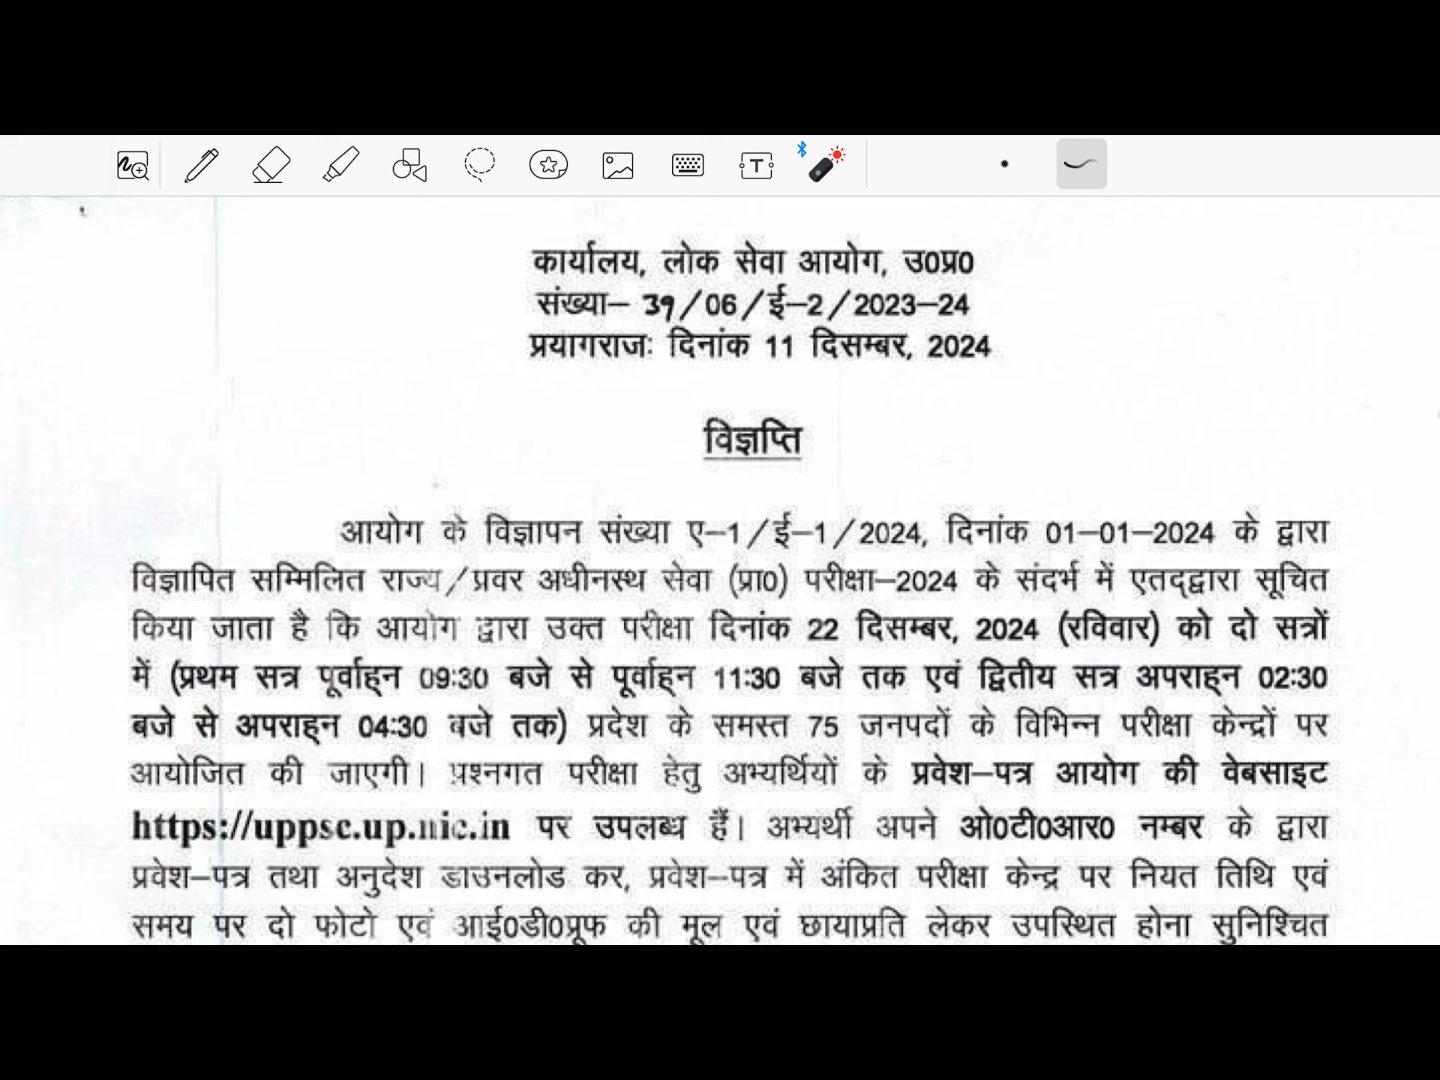 कार्यालय, लोक सेवा आयोग, उ0प्र0
संख्या– 39/06/ई–2/2023–24
प्रयागराजः दिनांक 11 दिसम्बर, 2024
विज्ञप्ति
आयोग के विज्ञापन संख्या ए–1/ई–1/2024, दिनांक 01–01–2024 के द्वारा
विज्ञापित सम्मिलित राज्य/प्रवर अधीनस्थ सेवा (प्रा0) परीक्षा–2024 के संदर्भ में एतद्द्वारा सूचित
किया जाता है कि आयोग द्वारा उक्त परीक्षा दिनांक 22 दिसम्बर, 2024 (रविवार) को दो सत्रों
में (प्रथम सत्र पूर्वाह्न 09:30 बजे से पूर्वाह्न 11:30 बजे तक एवं द्वितीय सत्र अपराह्न 02:30
बजे से अपराह्न 04:30 बजे तक) प्रदेश के समस्त 75 जनपदों के विभिन्न परीक्षा केन्द्रों पर
आयोजित की जाएगी। प्रश्नगत परीक्षा हेतु अभ्यर्थियों के प्रवेश–पत्र आयोग की वेबसाइट
https://uppsc.up.nic.in पर उपलब्ध हैं। अभ्यर्थी अपने ओ0टी0आर0 नम्बर के द्वारा
प्रवेश–पत्र तथा अनुदेश डाउनलोड कर, प्रवेश–पत्र में अंकित परीक्षा केन्द्र पर नियत तिथि एवं
समय पर दो फोटो एवं आई0डी0प्रूफ की मूल एवं छायाप्रति लेकर उपस्थित होना सुनिश्चित